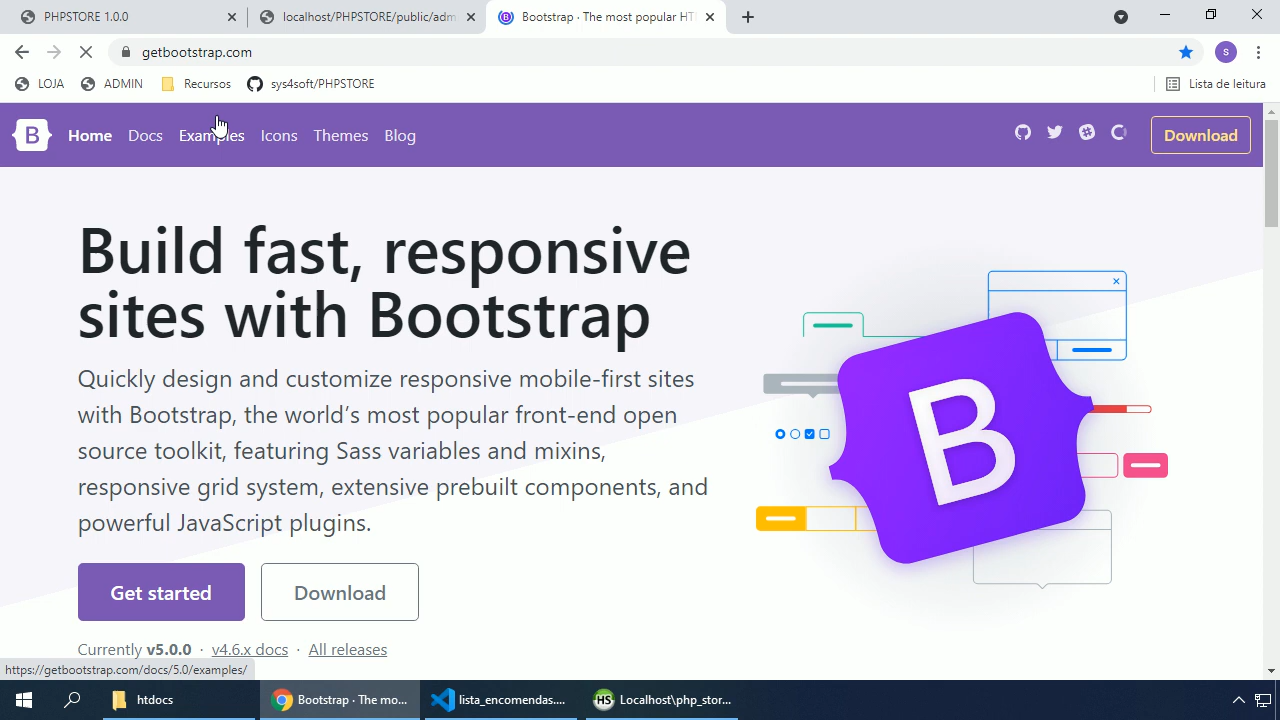 PHPSTORE 1.0.0
localhost/PHPSTORE/public/adm
Bootstrap · The most popular HT
getbootstrap.com
S
LOJA
ADMIN
Recursos
sys4soft/PHPSTORE
Lista de leitura
B
Home
Docs
Examples
Icons
Themes
Blog
Download
Build fast, responsive
sites with Bootstrap
Quickly design and customize responsive mobile-first sites
with Bootstrap, the world’s most popular front-end open
source toolkit, featuring Sass variables and mixins,
responsive grid system, extensive prebuilt components, and
powerful JavaScript plugins.
B
Get started
Download
Currently v5.0.0 · v4.6.x docs · All releases
https://getbootstrap.com/docs/5.0/examples/
htdocs
Bootstrap · The mo...
lista_encomendas....
HS
Localhost\php_stor...